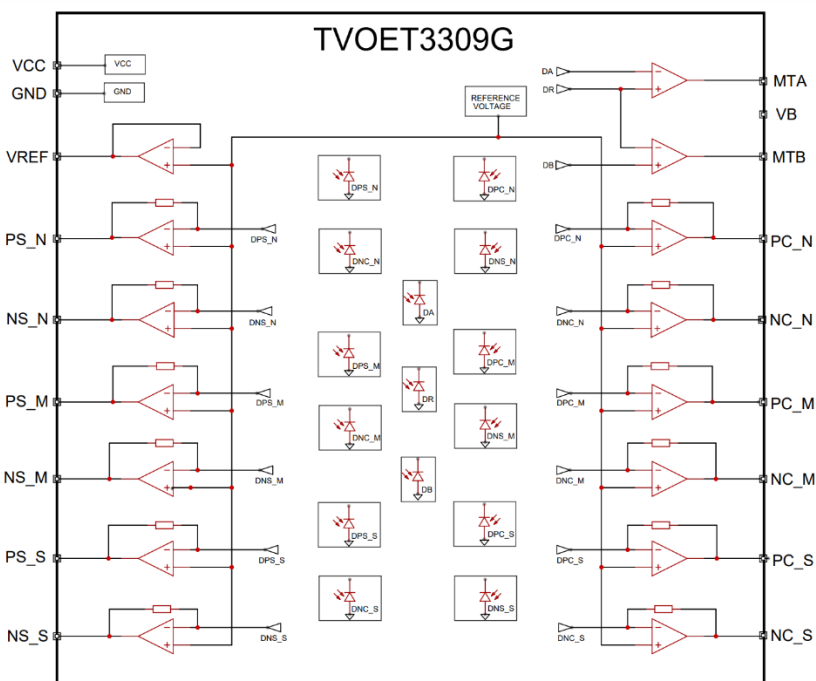 TVOET3309G
VCC
VCC
GND
GND
VREF
PS_N
DPS_N
NS_N
DNS_N
PS_M
DPS_M
NS_M
DNS_M
PS_S
DPS_S
NS_S
DNS_S
REFERENCE
VOLTAGE
DPS_N
DPC_N
DNC_N
DNS_N
DA
DPS_M
DPC_M
DR
DNC_M
DNS_M
DB
DPS_S
DPC_S
DNC_S
DNS_S
DA
DR
MTA
VB
DB
MTB
DPC_N
PC_N
DNC_N
NC_N
DPC_M
PC_M
DNC_M
NC_M
DPC_S
PC_S
DNC_S
NC_S